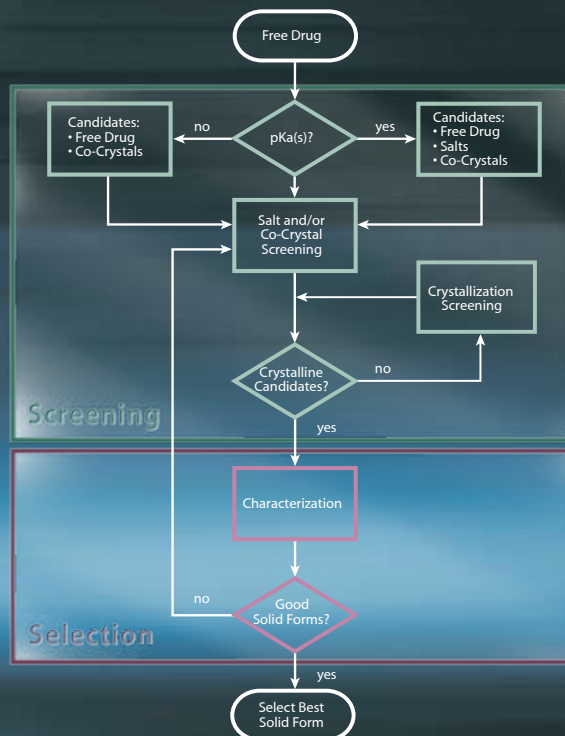 Free Drug
Candidates:
• Free Drug
• Co-Crystals
no
pKa(s)?
yes
Candidates:
• Free Drug
• Salts
• Co-Crystals
Salt and/or
Co-Crystal
Screening
Crystallization
Screening
Crystalline
Candidates?
no
Screening
yes
Characterization
no
Good
Solid Forms?
Selection
yes
Select Best
Solid Form